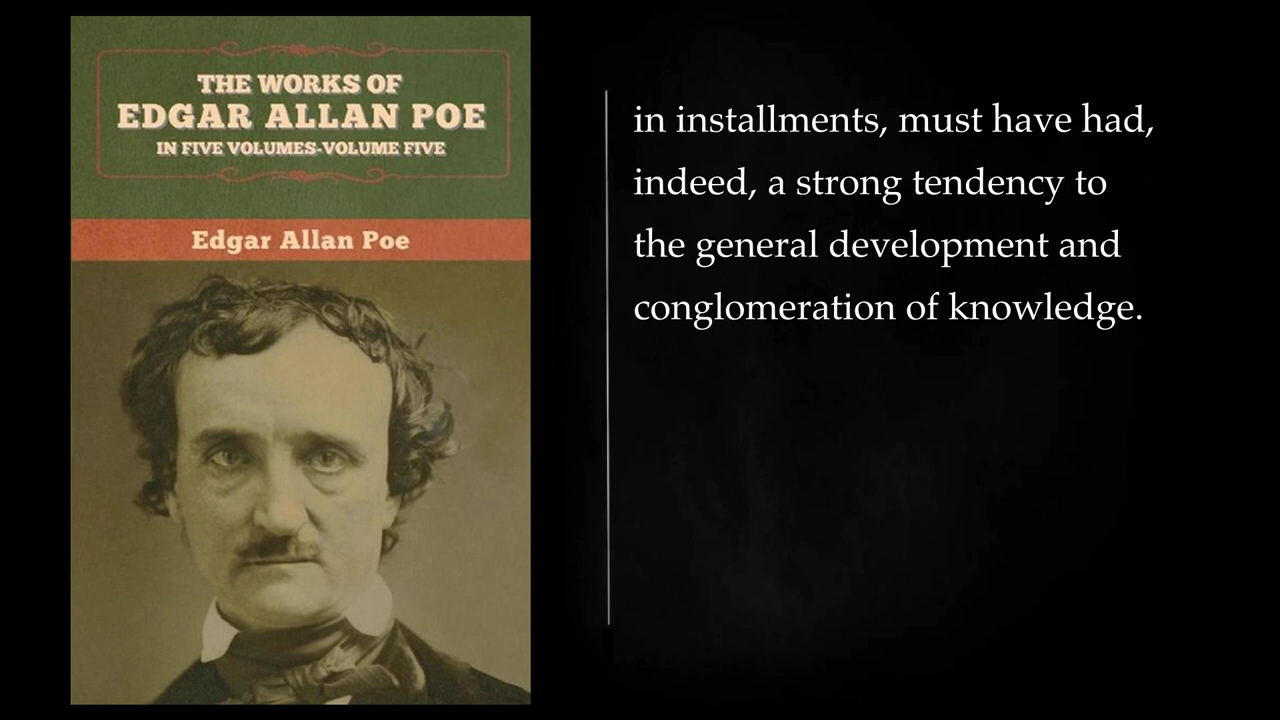 THE WORKS OF
EDGAR ALLAN POE
IN FIVE VOLUMES-VOLUME FIVE
Edgar Allan Poe
in installments, must have had,
indeed, a strong tendency to
the general development and
conglomeration of knowledge.